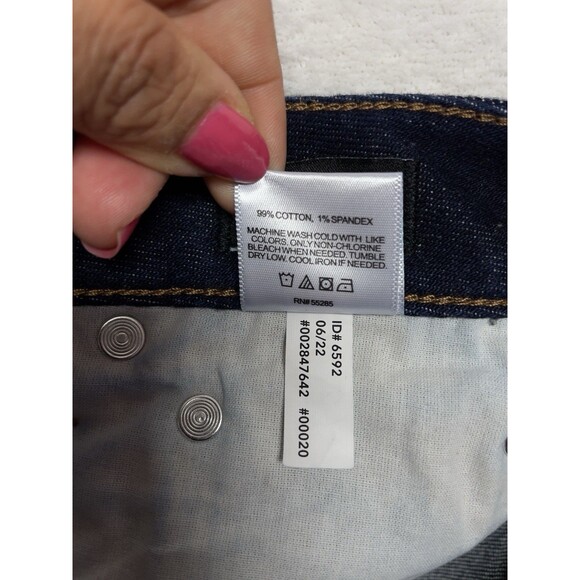 99% COTTON, 1% SPANDEX
MACHINE WASH COLD WITH LIKE
COLORS. ONLY NON-CHLORINE
BLEACH WHEN NEEDED. TUMBLE
DRY LOW. COOL IRON IF NEEDED.
RN# 55285
ID# 6592
06/22
#002847642 #00020